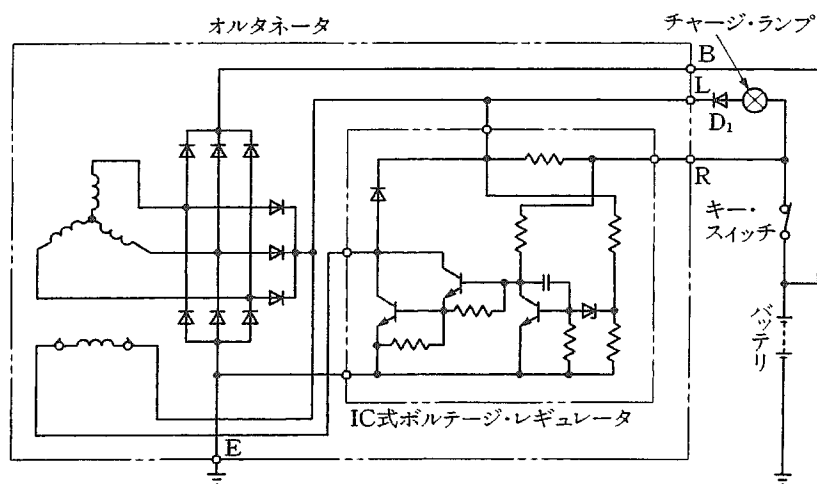 オルタネータ
チャージ・ランプ
B
L
D₁
R
キー・
スイッチ
バッテリ
IC式ボルテージ・レギュレータ
E